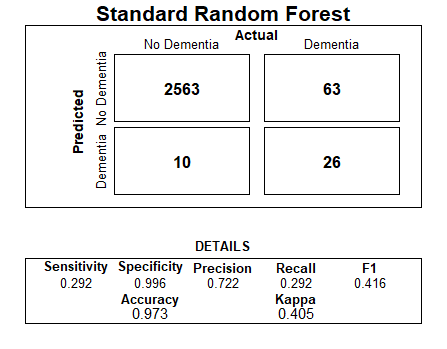 Standard Random Forest
Actual
No Dementia Dementia
Predicted
No Dementia
2563 63
Dementia
10 26
DETAILS
Sensitivity Specificity Precision Recall F1
0.292 0.996 0.722 0.292 0.416
Accuracy Kappa
0.973 0.405